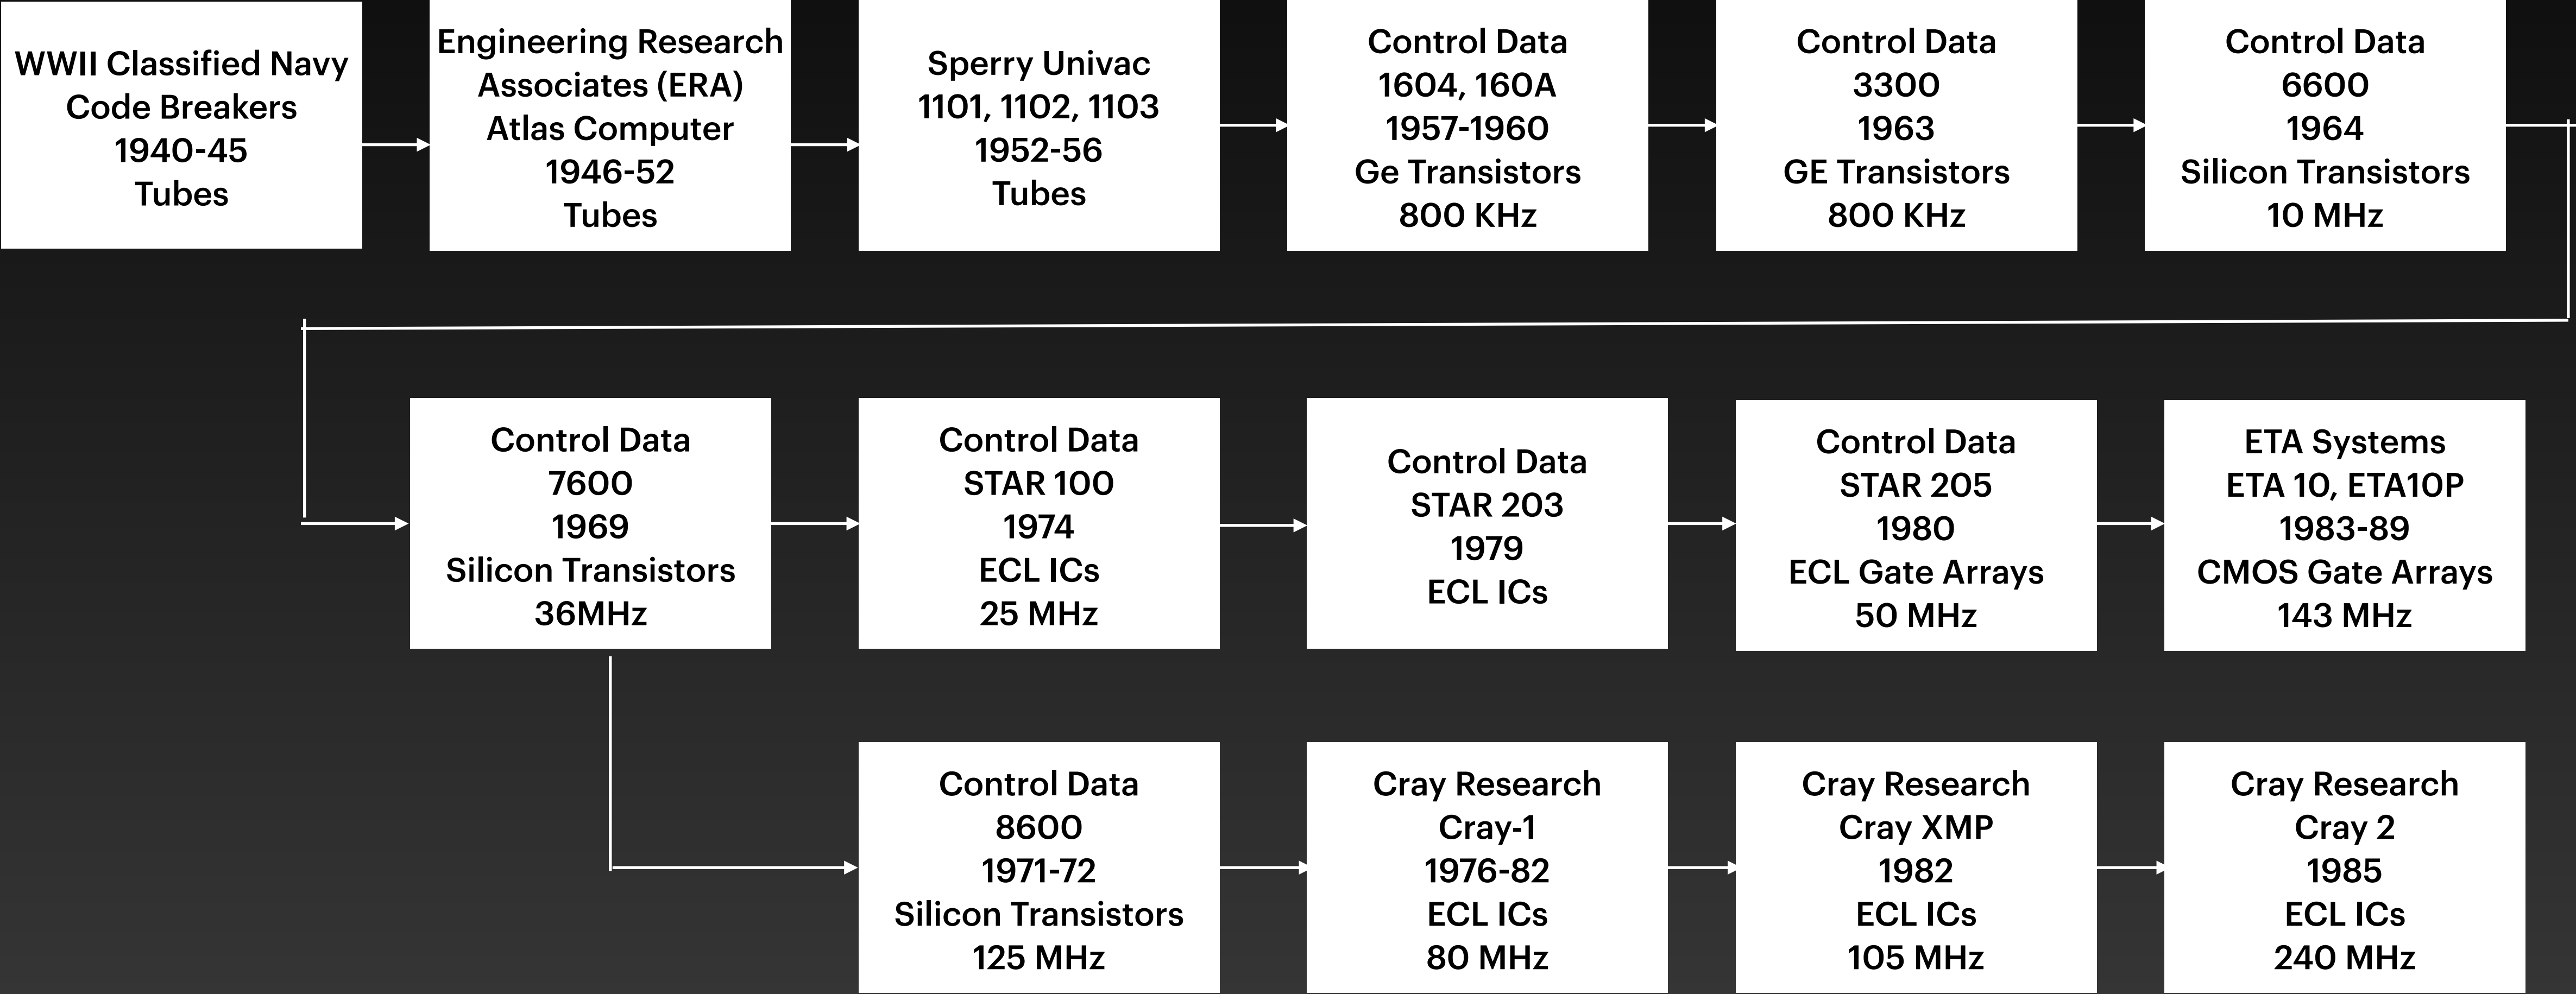 WWII Classified Navy
Code Breakers
1940-45
Tubes
Engineering Research
Associates (ERA)
Atlas Computer
1946-52
Tubes
Sperry Univac
1101, 1102, 1103
1952-56
Tubes
Control Data
1604, 160A
1957-1960
Ge Transistors
800 KHz
Control Data
3300
1963
GE Transistors
800 KHz
Control Data
6600
1964
Silicon Transistors
10 MHz
Control Data
7600
1969
Silicon Transistors
36MHz
Control Data
STAR 100
1974
ECL ICs
25 MHz
Control Data
STAR 203
1979
ECL ICs
Control Data
STAR 205
1980
ECL Gate Arrays
50 MHz
ETA Systems
ETA 10, ETA10P
1983-89
CMOS Gate Arrays
143 MHz
Control Data
8600
1971-72
Silicon Transistors
125 MHz
Cray Research
Cray-1
1976-82
ECL ICs
80 MHz
Cray Research
Cray XMP
1982
ECL ICs
105 MHz
Cray Research
Cray 2
1985
ECL ICs
240 MHz